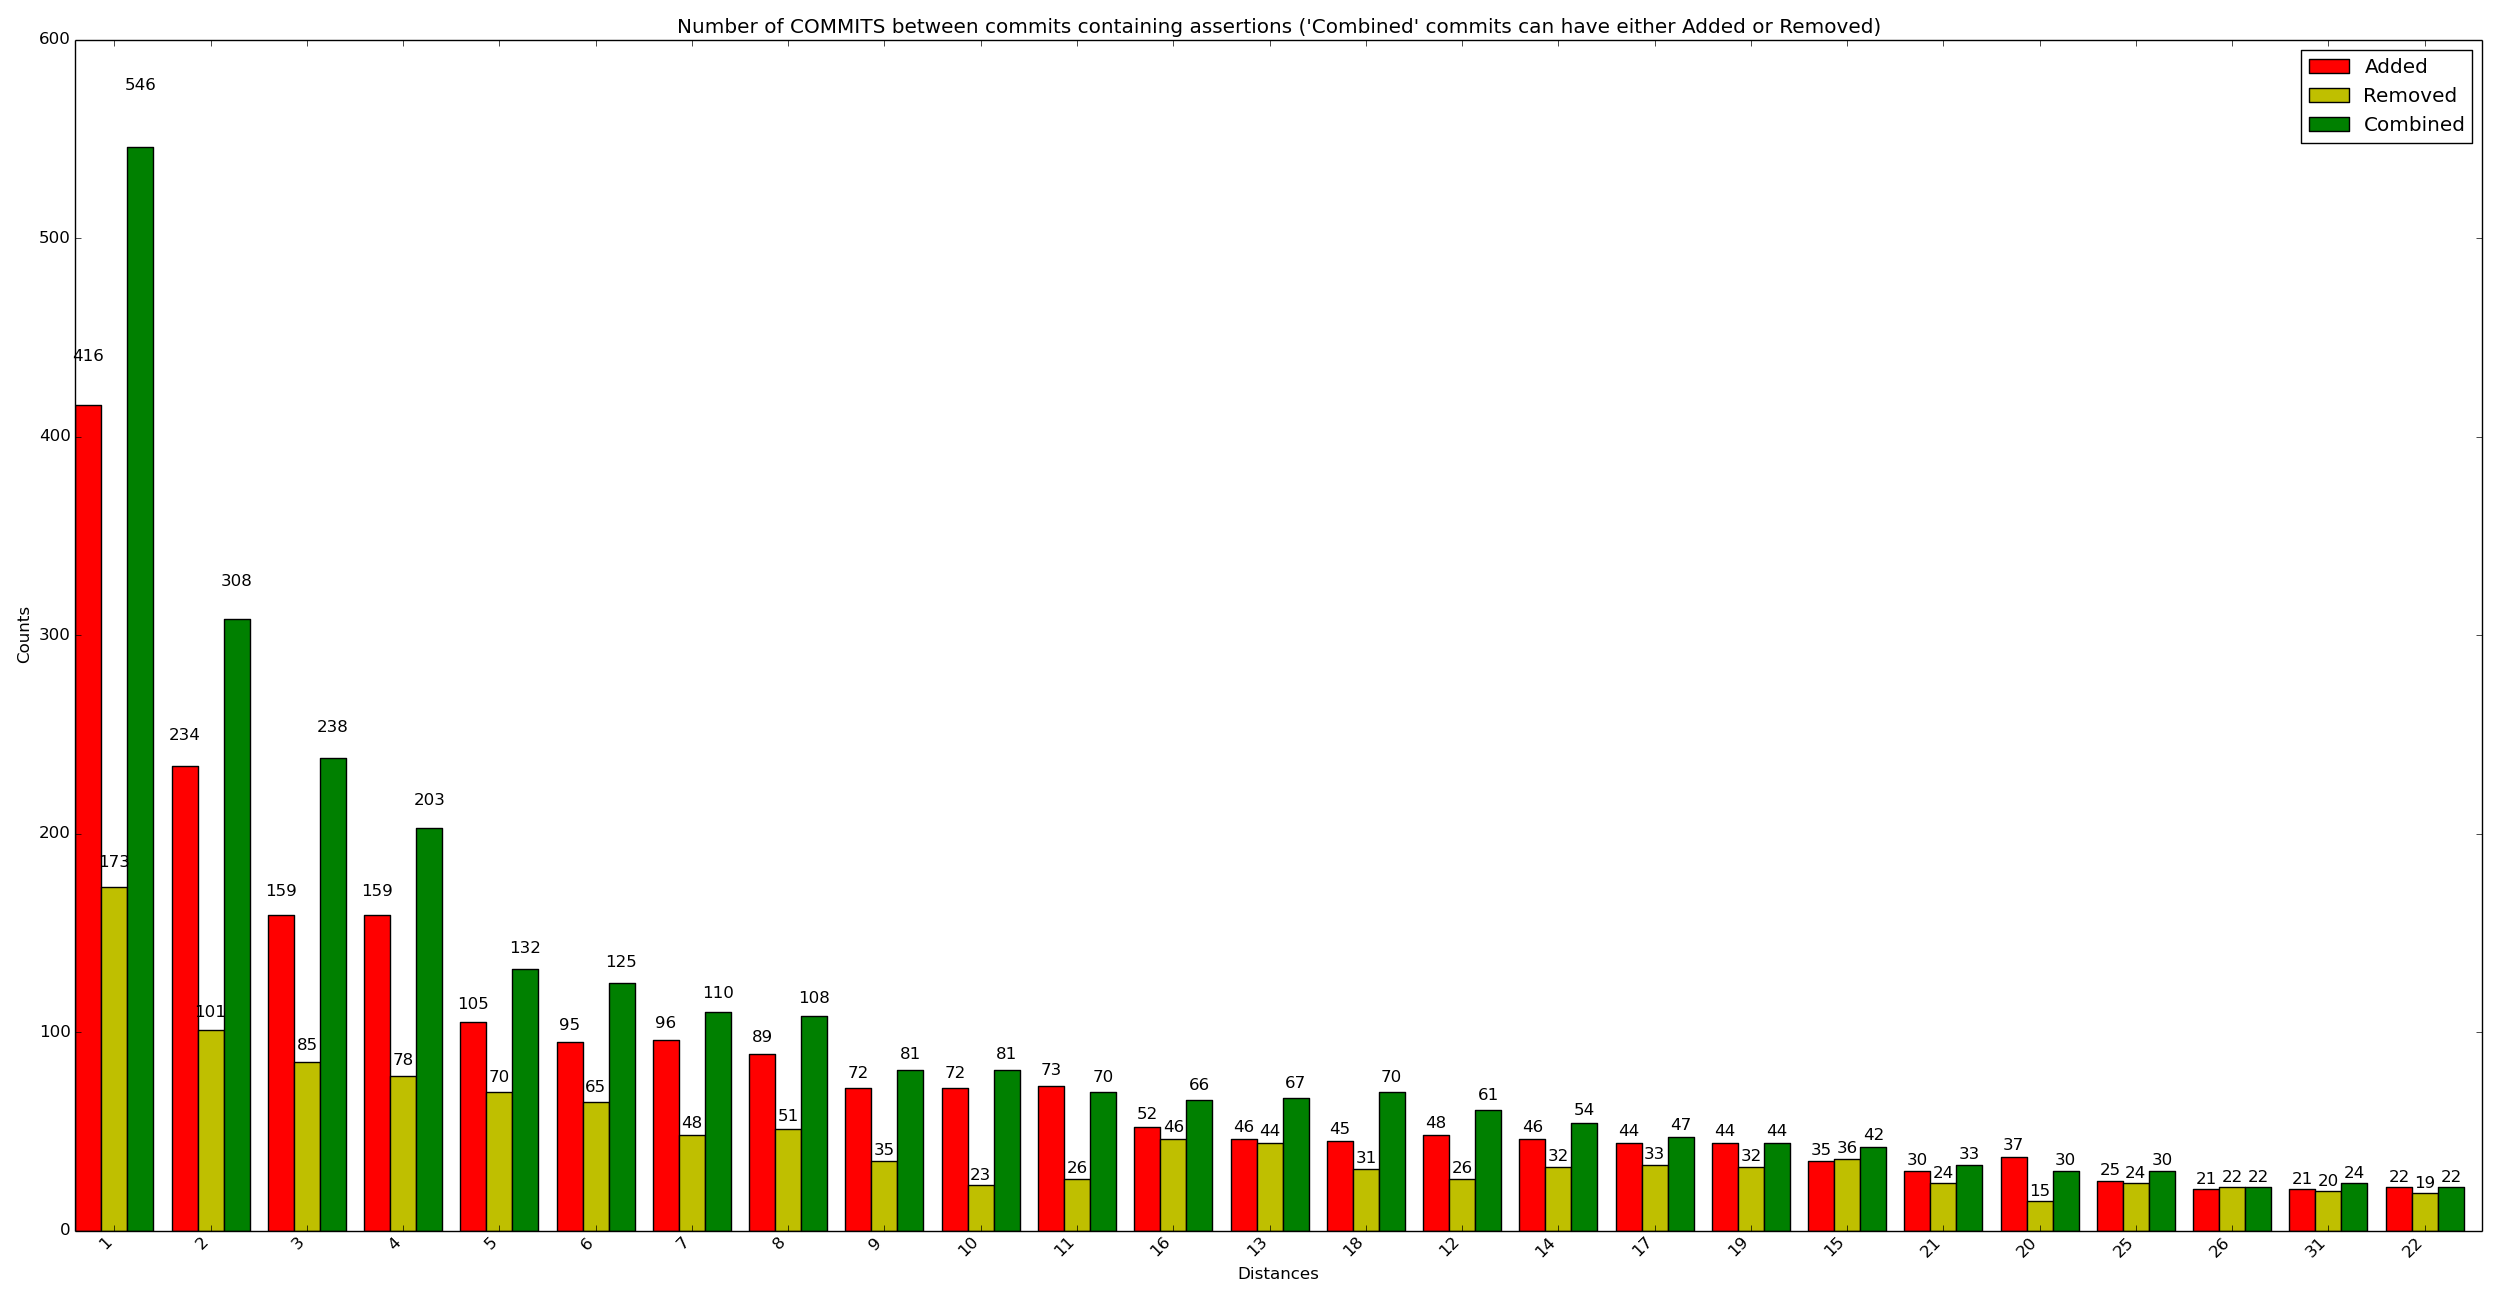 Number of COMMITS between commits containing assertions ('Combined' commits can have either Added or Removed)
Added
Removed
Combined
Counts
600
500
400
300
200
100
0
416 173 546
234 101 308
159 85 238
159 78 203
105 70 132
95 65 125
96 48 110
89 51 108
72 35 81
72 23 81
73 26 70
52 46 66
46 44 67
45 31 70
48 26 61
46 32 54
44 33 47
44 32 44
35 36 42
30 24 33
37 15 30
25 24 30
21 22 22
21 20 24
22 19 22
1 2 3 4 5 6 7 8 9 10 11 16 13 18 12 14 17 19 15 21 20 25 26 31 22
Distances